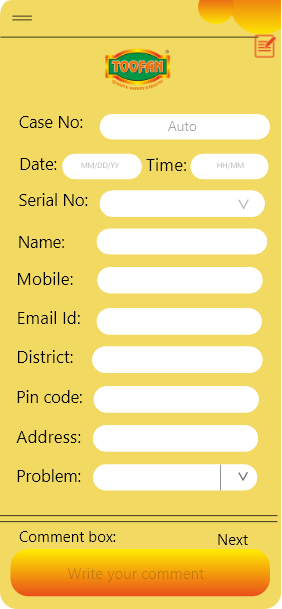 TOOFAN
Case No: Auto
Date: MM/DD/YY Time: HH/MM
Serial No:
Name:
Mobile:
Email Id:
District:
Pin code:
Address:
Problem:
Comment box: Next
Write your comment